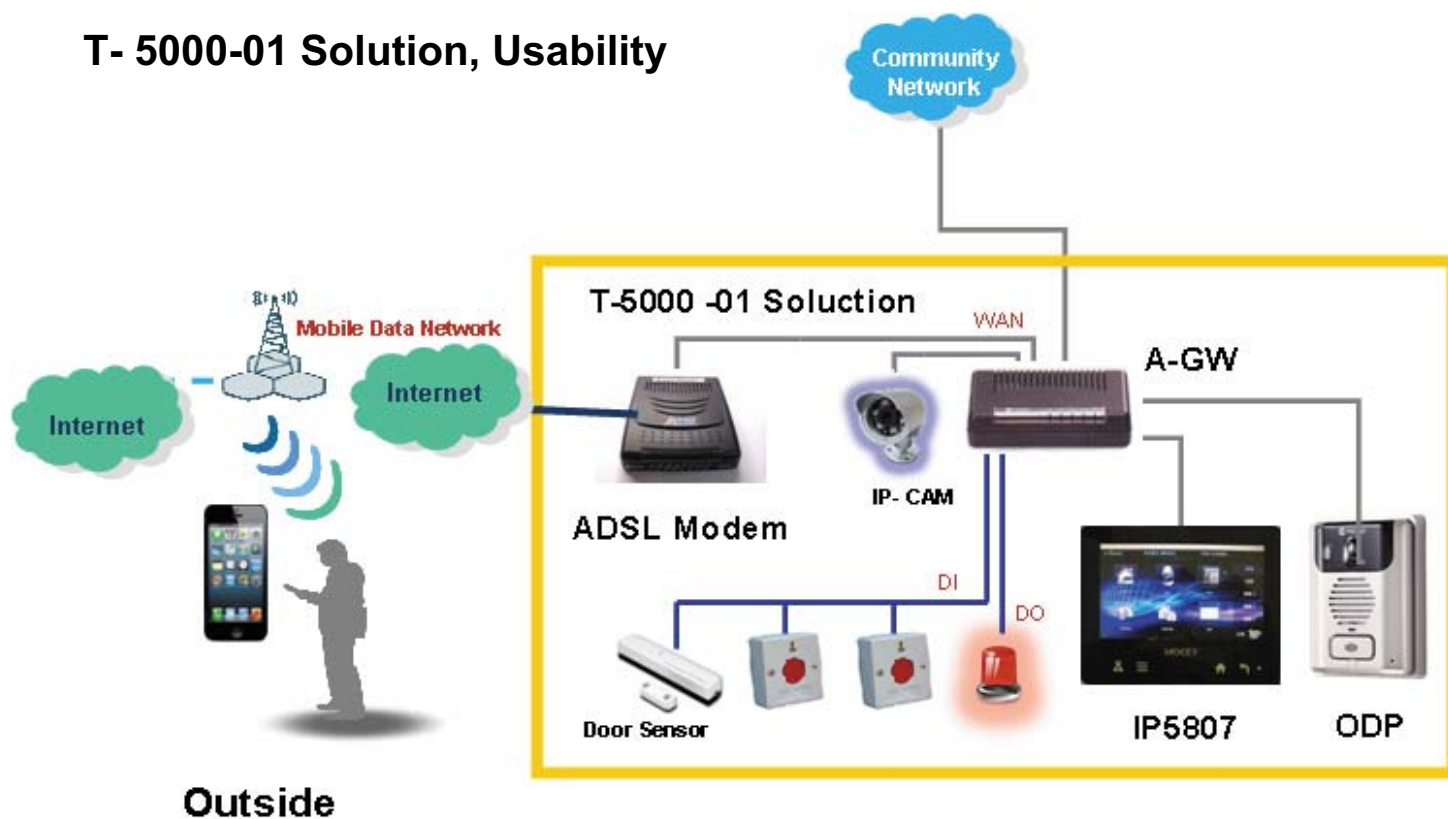 T- 5000-01 Solution, Usability
Community
Network
T-5000 -01 Soluction
WAN
A-GW
Mobile Data Network
Internet
Internet
IP- CAM
ADSL Modem
DI
DO
Door Sensor
IP5807
ODP
Outside